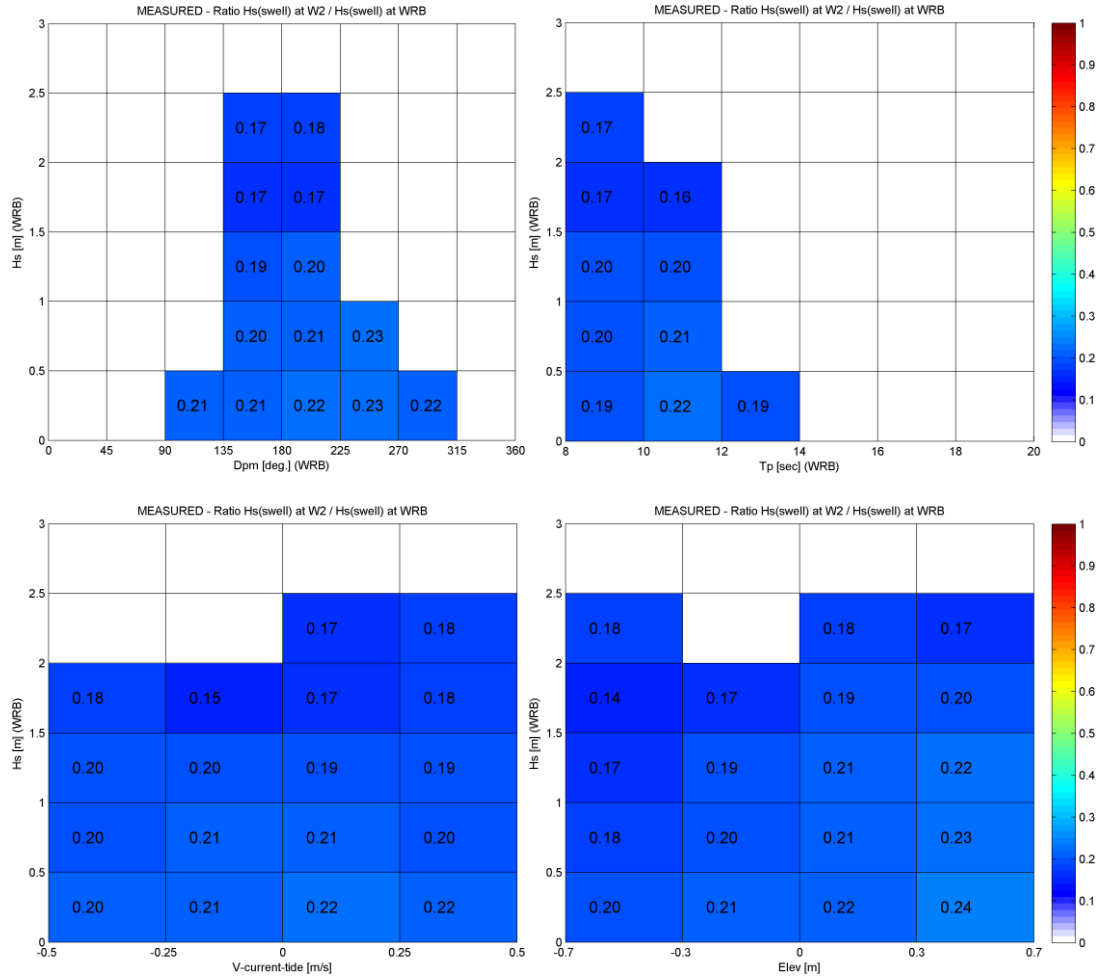 MEASURED - Ratio Hs(swell) at W2 / Hs(swell) at WRB
3
2.5
2
1.5
1
0.5
0
Hs [m] (WRB)
0.17 0.18
0.17 0.17
0.19 0.20
0.20 0.21 0.23
0.21 0.21 0.22 0.23 0.22
0 45 90 135 180 225 270 315 360
Dpm [deg.] (WRB)
MEASURED - Ratio Hs(swell) at W2 / Hs(swell) at WRB
3
2.5
2
1.5
1
0.5
0
Hs [m] (WRB)
0.17
0.17 0.16
0.20 0.20
0.20 0.21
0.19 0.22 0.19
8 10 12 14 16 18 20
Tp [sec] (WRB)
1
0.9
0.8
0.7
0.6
0.5
0.4
0.3
0.2
0.1
0
MEASURED - Ratio Hs(swell) at W2 / Hs(swell) at WRB
3
2.5
2
1.5
1
0.5
0
Hs [m] (WRB)
0.17 0.18
0.18 0.15 0.17 0.18
0.20 0.20 0.19 0.19
0.20 0.21 0.21 0.20
0.20 0.21 0.22 0.22
-0.5 -0.25 0 0.25 0.5
V-current-tide [m/s]
MEASURED - Ratio Hs(swell) at W2 / Hs(swell) at WRB
3
2.5
2
1.5
1
0.5
0
Hs [m] (WRB)
0.18 0.18 0.17
0.14 0.17 0.19 0.20
0.17 0.19 0.21 0.22
0.18 0.20 0.21 0.23
0.20 0.21 0.22 0.24
-0.7 -0.3 0 0.3 0.7
Elev [m]
1
0.9
0.8
0.7
0.6
0.5
0.4
0.3
0.2
0.1
0